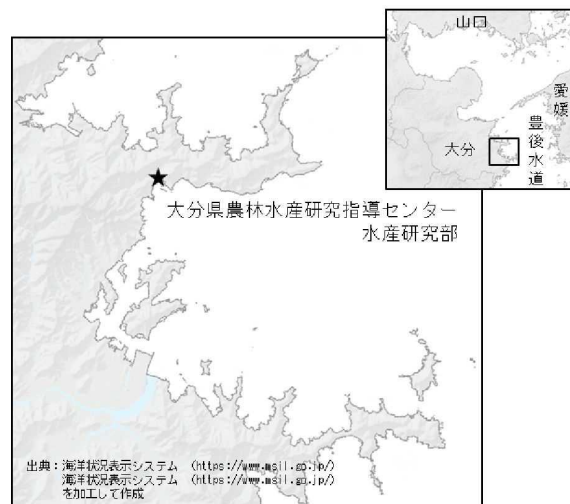 山口
愛媛
豊後水道
大分
大分県農林水産研究指導センター
水産研究部
出典：海洋状況表示システム （https://www.msil.go.jp/）
海洋状況表示システム （https://www.msil.go.jp/）
を加工して作成